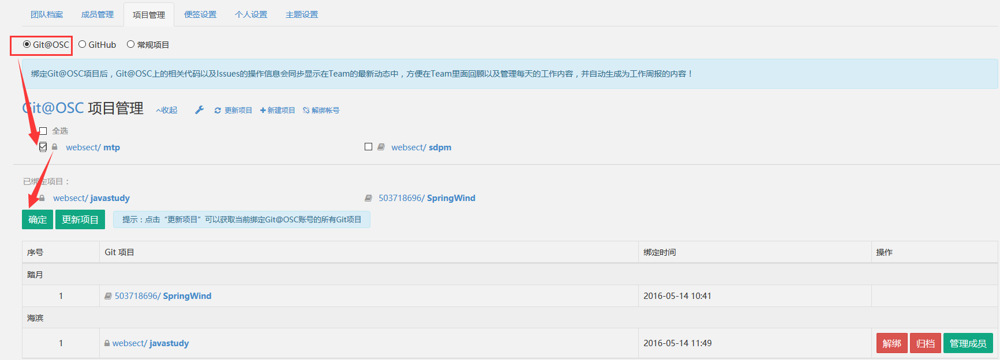 团队档案 成员管理 项目管理 便签设置 个人设置 主题设置
Git@OSC GitHub 常规项目
绑定Git@OSC项目后，Git@OSC上的相关代码以及Issues的操作信息会同步显示在Team的最新动态中，方便在Team里面回顾以及管理每天的工作内容，并自动生成为工作周报的内容！
Git@OSC 项目管理 收起 更新项目 新建项目 解绑帐号
全选
websect/ mtp websect/ sdpm
已绑定项目：
websect/ javastudy 503718696/ SpringWind
确定 更新项目 提示：点击“更新项目”可以获取当前绑定Git@OSC账号的所有Git项目
序号 Git 项目 绑定时间 操作
踏月
1 503718696/ SpringWind 2016-05-14 10:41
海滨
1 websect/ javastudy 2016-05-14 11:49 解绑 归档 管理成员